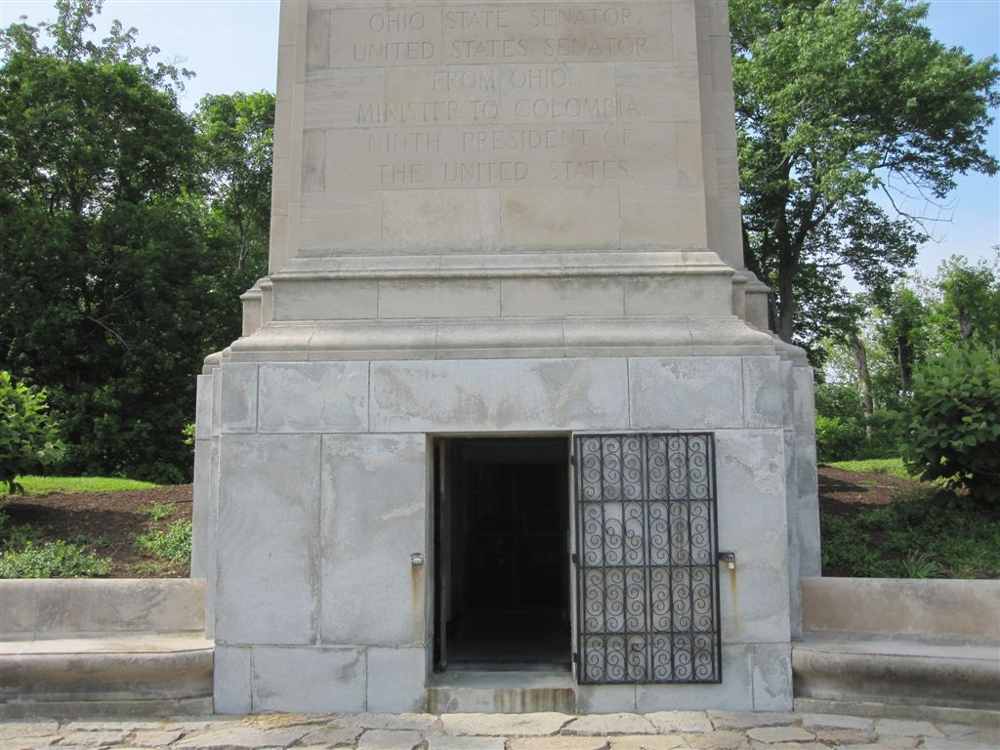 OHIO STATE SENATOR.
UNITED STATES SENATOR
FROM OHIO.
MINISTER TO COLOMBIA.
NINTH PRESIDENT OF
THE UNITED STATES.